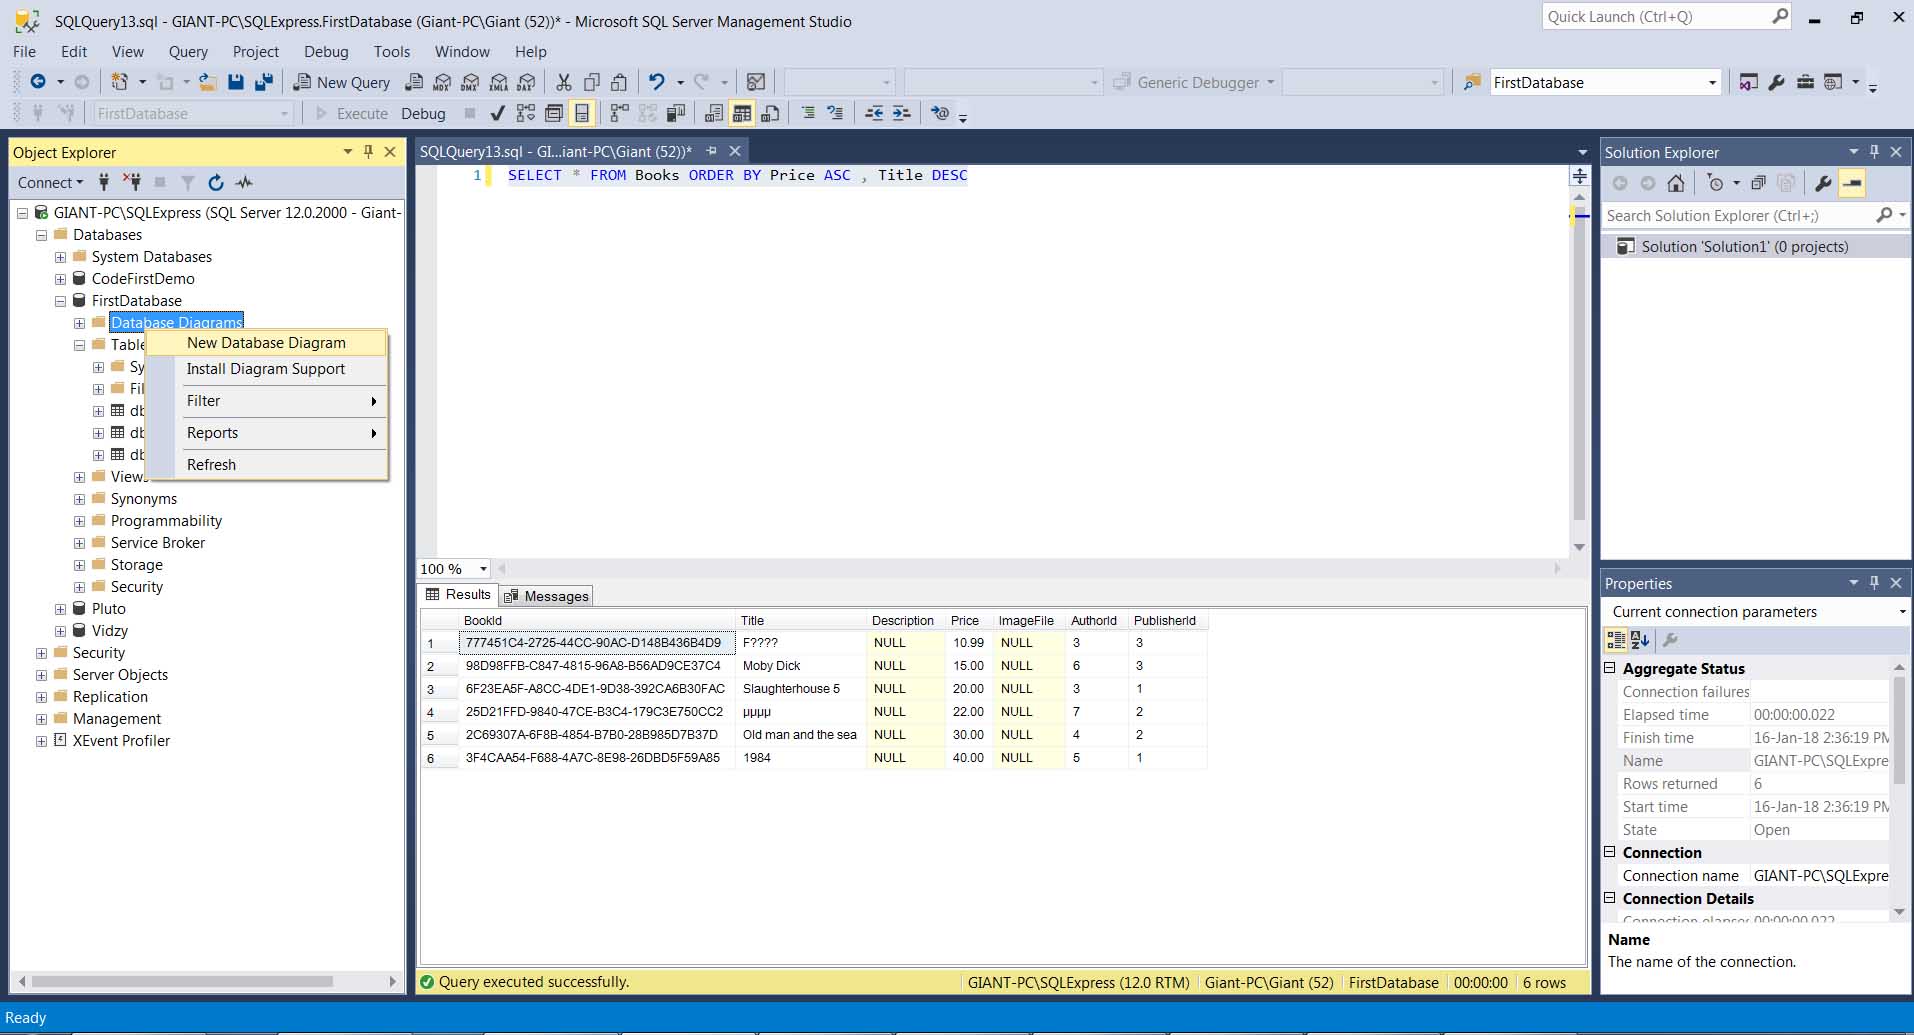 SQLQuery13.sql - GIANT-PC\SQLExpress.FirstDatabase (Giant-PC\Giant (52))* - Microsoft SQL Server Management Studio
Quick Launch (Ctrl+Q)
File Edit View Query Project Debug Tools Window Help
New Query MDX DMX XMLA DAX Generic Debugger FirstDatabase
FirstDatabase Execute Debug
Object Explorer
Connect
GIANT-PC\SQLExpress (SQL Server 12.0.2000 - Giant-
Databases
System Databases
CodeFirstDemo
FirstDatabase
Database Diagrams
Table
Sy
Fil
db
db
db
Views
Synonyms
Programmability
Service Broker
Storage
Security
Pluto
Vidzy
Security
Server Objects
Replication
Management
XEvent Profiler
New Database Diagram
Install Diagram Support
Filter
Reports
Refresh
SQLQuery13.sql - GI...iant-PC\Giant (52))*
1 SELECT * FROM Books ORDER BY Price ASC , Title DESC
100 %
Results Messages
BookId Title Description Price ImageFile AuthorId PublisherId
1 777451C4-2725-44CC-90AC-D148B436B4D9 F???? NULL 10.99 NULL 3 3
2 98D98FFB-C847-4815-96A8-B56AD9CE37C4 Moby Dick NULL 15.00 NULL 6 3
3 6F23EA5F-A8CC-4DE1-9D38-392CA6B30FAC Slaughterhouse 5 NULL 20.00 NULL 3 1
4 25D21FFD-9840-47CE-B3C4-179C3E750CC2 μμμμ NULL 22.00 NULL 7 2
5 2C69307A-6F8B-4854-B7B0-28B985D7B37D Old man and the sea NULL 30.00 NULL 4 2
6 3F4CAA54-F688-4A7C-8E98-26DBD5F59A85 1984 NULL 40.00 NULL 5 1
Query executed successfully. GIANT-PC\SQLExpress (12.0 RTM) Giant-PC\Giant (52) FirstDatabase 00:00:00 6 rows
Solution Explorer
Search Solution Explorer (Ctrl+;)
Solution 'Solution1' (0 projects)
Properties
Current connection parameters
Aggregate Status
Connection failures
Elapsed time 00:00:00.022
Finish time 16-Jan-18 2:36:19 PM
Name GIANT-PC\SQLExpre
Rows returned 6
Start time 16-Jan-18 2:36:19 PM
State Open
Connection
Connection name GIANT-PC\SQLExpre
Connection Details
Connection elapse 00:00:00.022
Name
The name of the connection.
Ready